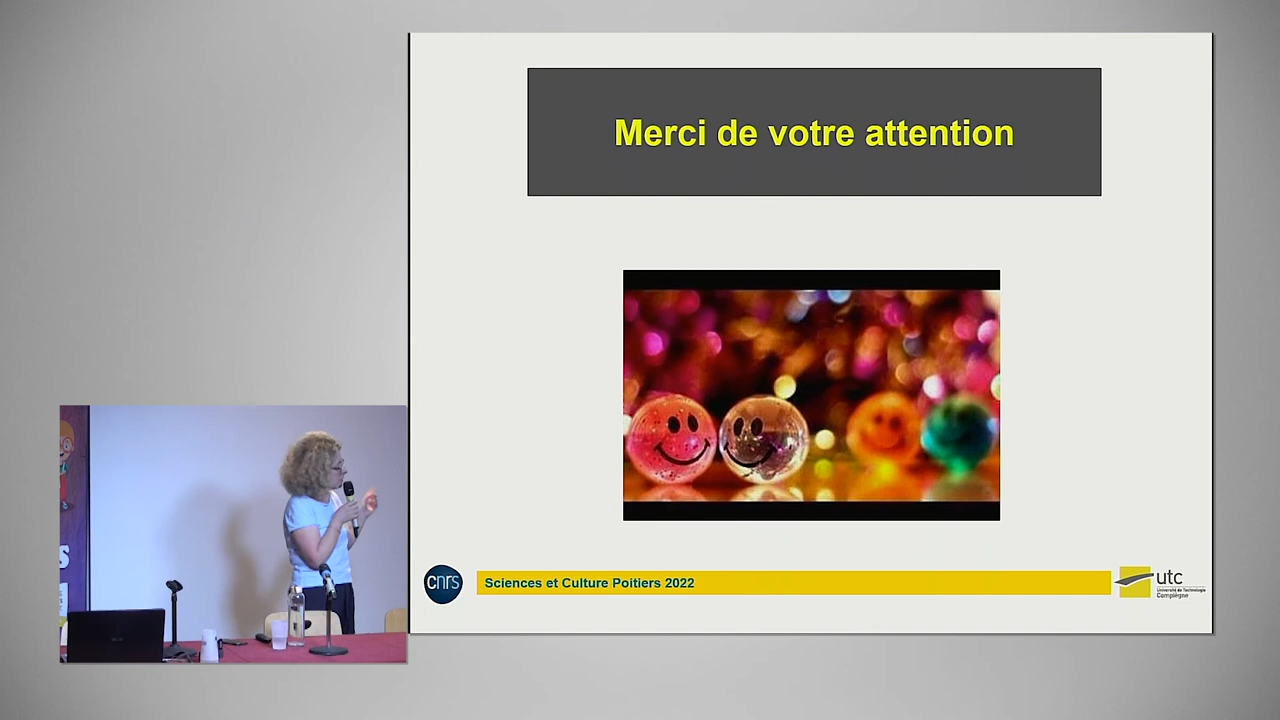 Merci de votre attention
cnrs
Sciences et Culture Poitiers 2022
utc
Université de Technologie
Compiègne